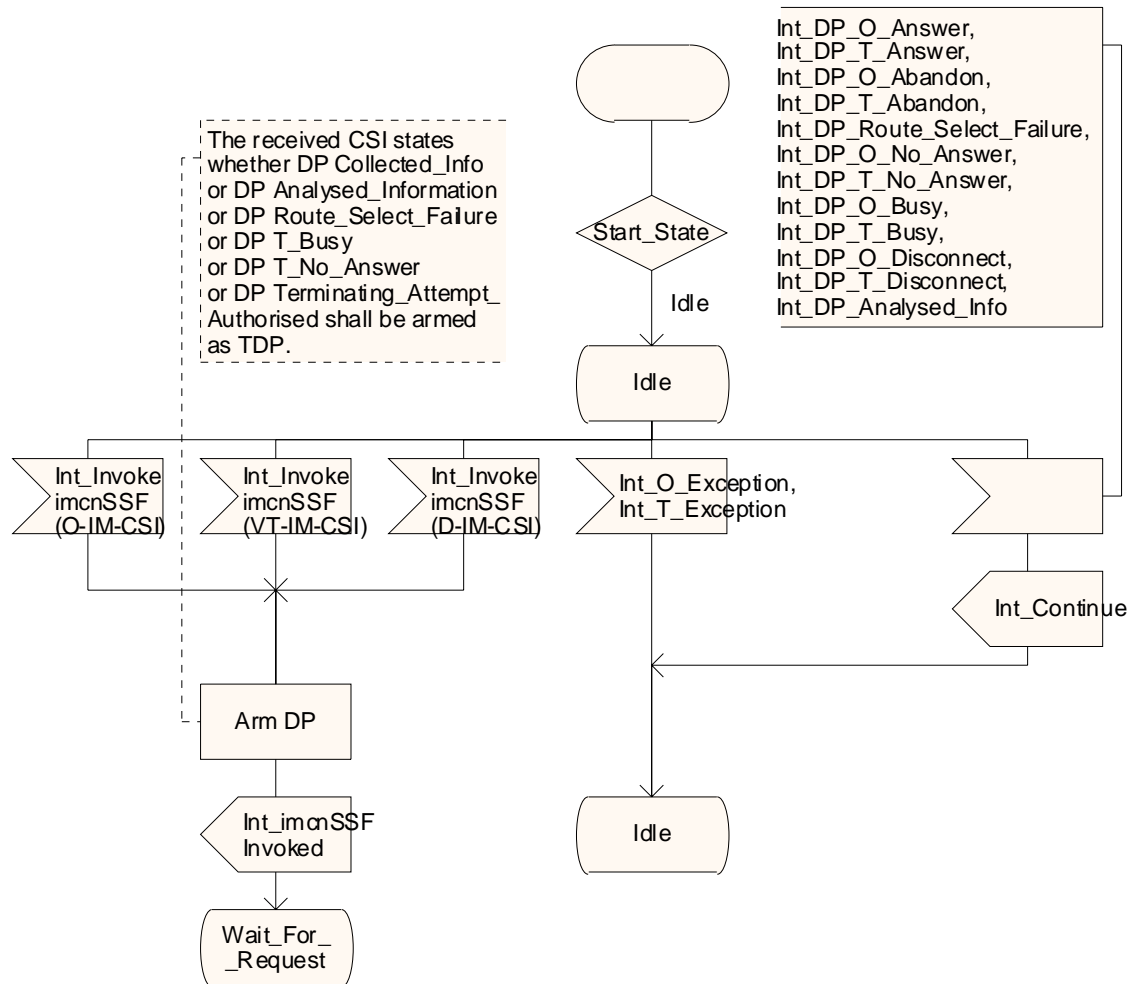 Int_DP_O_Answer,
Int_DP_T_Answer,
Int_DP_O_Abandon,
Int_DP_T_Abandon,
Int_DP_Route_Select_Failure,
Int_DP_O_No_Answer,
Int_DP_T_No_Answer,
Int_DP_O_Busy,
Int_DP_T_Busy,
Int_DP_O_Disconnect,
Int_DP_T_Disconnect,
Int_DP_Analysed_Info
The received CSI states
whether DP Collected_Info
or DP Analysed_Information
or DP Route_Select_Failure
or DP T_Busy
or DP T_No_Answer
or DP Terminating_Attempt_
Authorised shall be armed
as TDP.
Start_State
Idle
Idle
Int_Invoke
imcnSSF
(O-IM-CSI)
Int_Invoke
imcnSSF
(VT-IM-CSI)
Int_Invoke
imcnSSF
(D-IM-CSI)
Int_O_Exception,
Int_T_Exception
Int_Continue
Arm DP
Int_imcnSSF
Invoked
Idle
Wait_For_
_Request